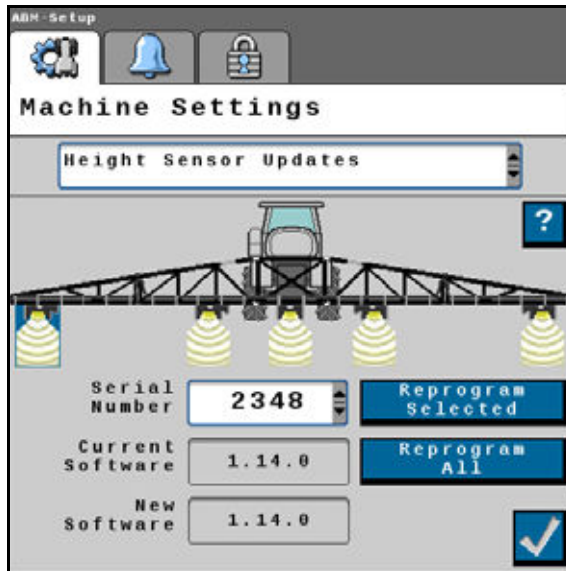 ABM-Setup
Machine Settings
Height Sensor Updates
?
Serial
Number
2348
Reprogram
Selected
Current
Software
1.14.0
Reprogram
All
New
Software
1.14.0